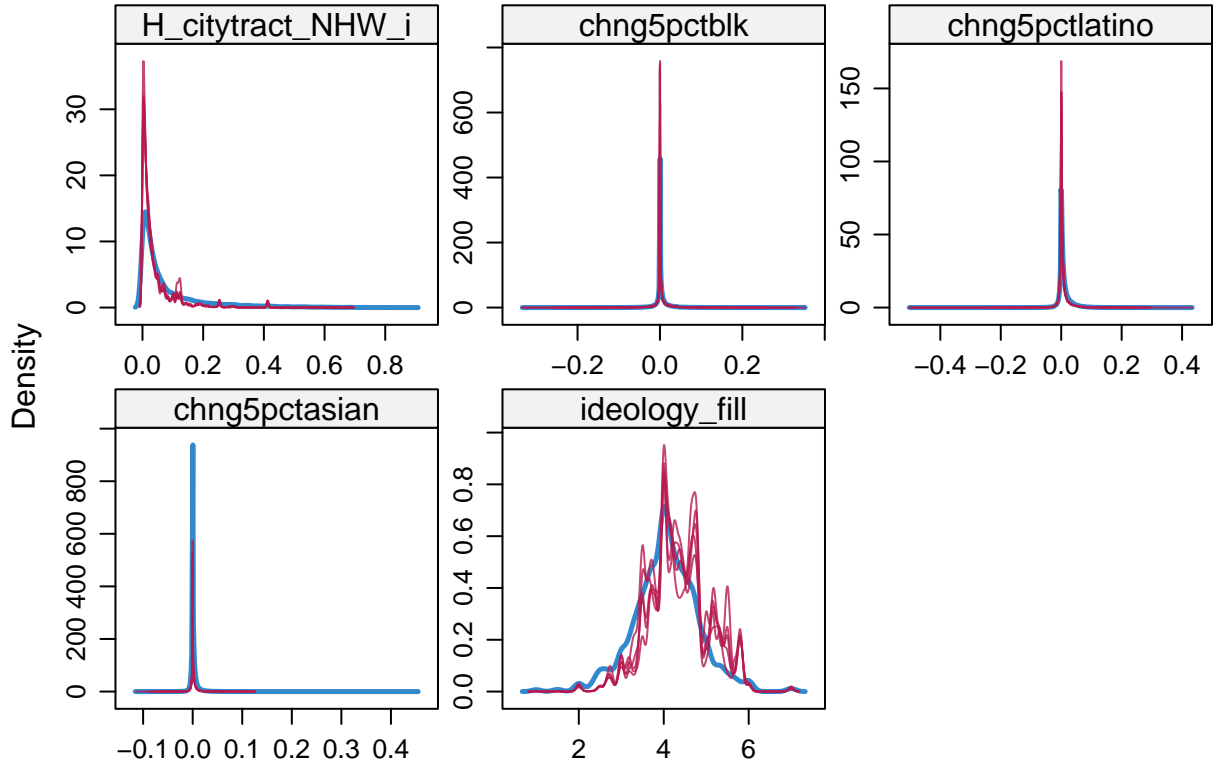 H_citytract_NHW_i
0 10 20 30
0.0 0.2 0.4 0.6 0.8
chng5pctblk
0 200 400 600
−0.2 0.0 0.2
chng5pctlatino
0 50 100 150
−0.4 −0.2 0.0 0.2 0.4
Density
chng5pctasian
0 200 400 600 800
−0.1 0.0 0.1 0.2 0.3 0.4
ideology_fill
0.0 0.2 0.4 0.6 0.8
2 4 6